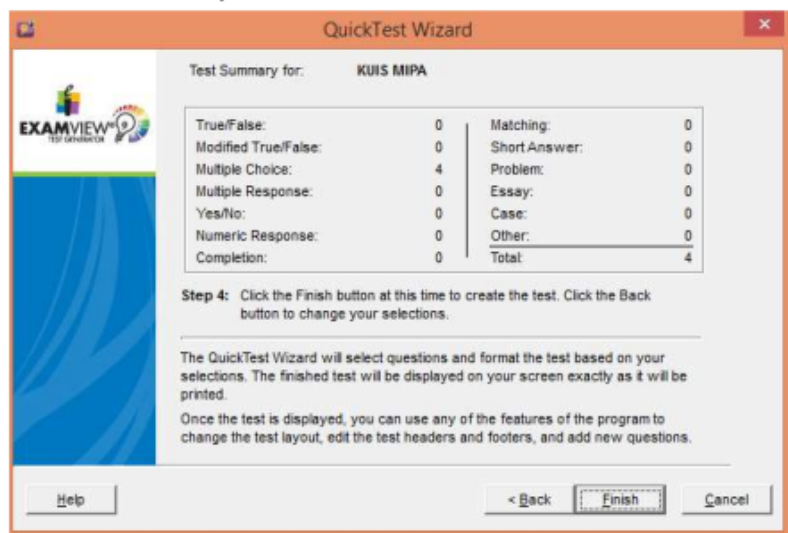 QuickTest Wizard
Test Summary for: KUIS MIPA
EXAMVIEW®
TEST GENERATOR
True/False: 0 Matching: 0
Modified True/False: 0 Short Answer: 0
Multiple Choice: 4 Problem: 0
Multiple Response: 0 Essay: 0
Yes/No: 0 Case: 0
Numeric Response: 0 Other: 0
Completion: 0 Total: 4
Step 4: Click the Finish button at this time to create the test. Click the Back
button to change your selections.
The QuickTest Wizard will select questions and format the test based on your
selections. The finished test will be displayed on your screen exactly as it will be
printed.
Once the test is displayed, you can use any of the features of the program to
change the test layout, edit the test headers and footers, and add new questions.
Help < Back Finish Cancel